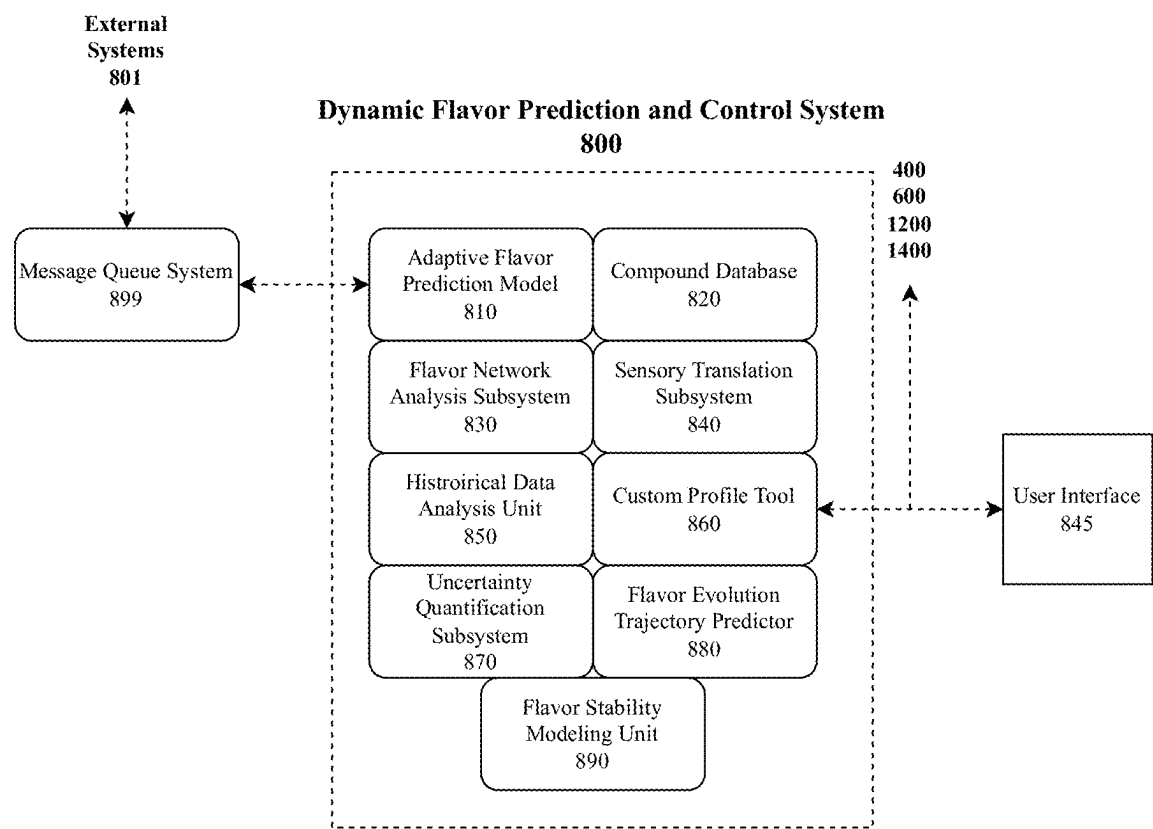 External
Systems
801
Dynamic Flavor Prediction and Control System
800
400
600
1200
1400
Message Queue System
899
Adaptive Flavor
Prediction Model
810
Compound Database
820
Flavor Network
Analysis Subsystem
830
Sensory Translation
Subsystem
840
Histroirical Data
Analysis Unit
850
Custom Profile Tool
860
User Interface
845
Uncertainty
Quantification
Subsystem
870
Flavor Evolution
Trajectory Predictor
880
Flavor Stability
Modeling Unit
890